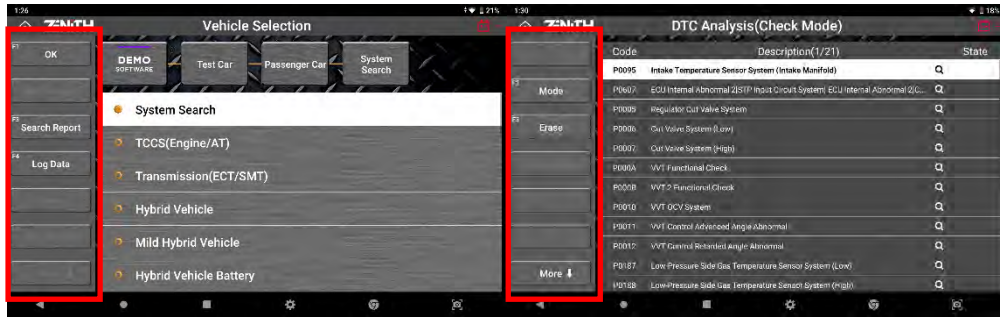 1:26
21%
ZENITH
Vehicle Selection
F1
OK
F3
Search Report
F4
Log Data
DEMO
SOFTWARE
Test Car
Passenger Car
System
Search
System Search
TCCS(Engine/AT)
Transmission(ECT/SMT)
Hybrid Vehicle
Mild Hybrid Vehicle
Hybrid Vehicle Battery
1:30
18%
ZENITH
DTC Analysis(Check Mode)
F2
Mode
F3
Erase
More
Code Description(1/21) State
P0095 Intake Temperature Sensor System (Intake Manifold)
P0607 ECU Internal Abnormal 2|STP Input Circuit System| ECU Internal Abnormal 2(C...
P0005 Regulator Cut Valve System
P0006 Cut Valve System (Low)
P0007 Cut Valve System (High)
P000A VVT Functional Check
P000B VVT 2 Functional Check
P0010 VVT OCV System
P0011 VVT Control Advanced Angle Abnormal
P0012 VVT Control Retarded Angle Abnormal
P0187 Low-Pressure Side Gas Temperature Sensor System (Low)
P0188 Low-Pressure Side Gas Temperature Sensor System (High)